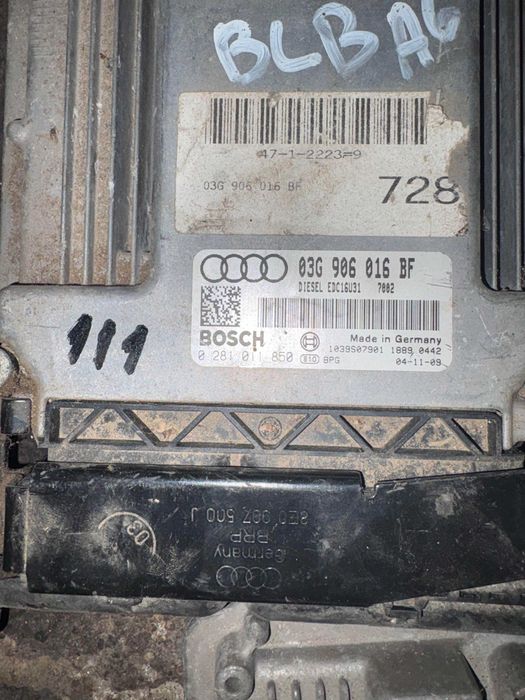 BLB A6
47-1-2223=9
03G 906 016 BF
728
03G 906 016 BF
DIESEL EDC16U31 7002
BOSCH
Made in Germany
0 281 011 850
1039S07901 1889 0442
e10 BPG
04-11-09
111
8E0 907 500 J
BRP
Germany
03